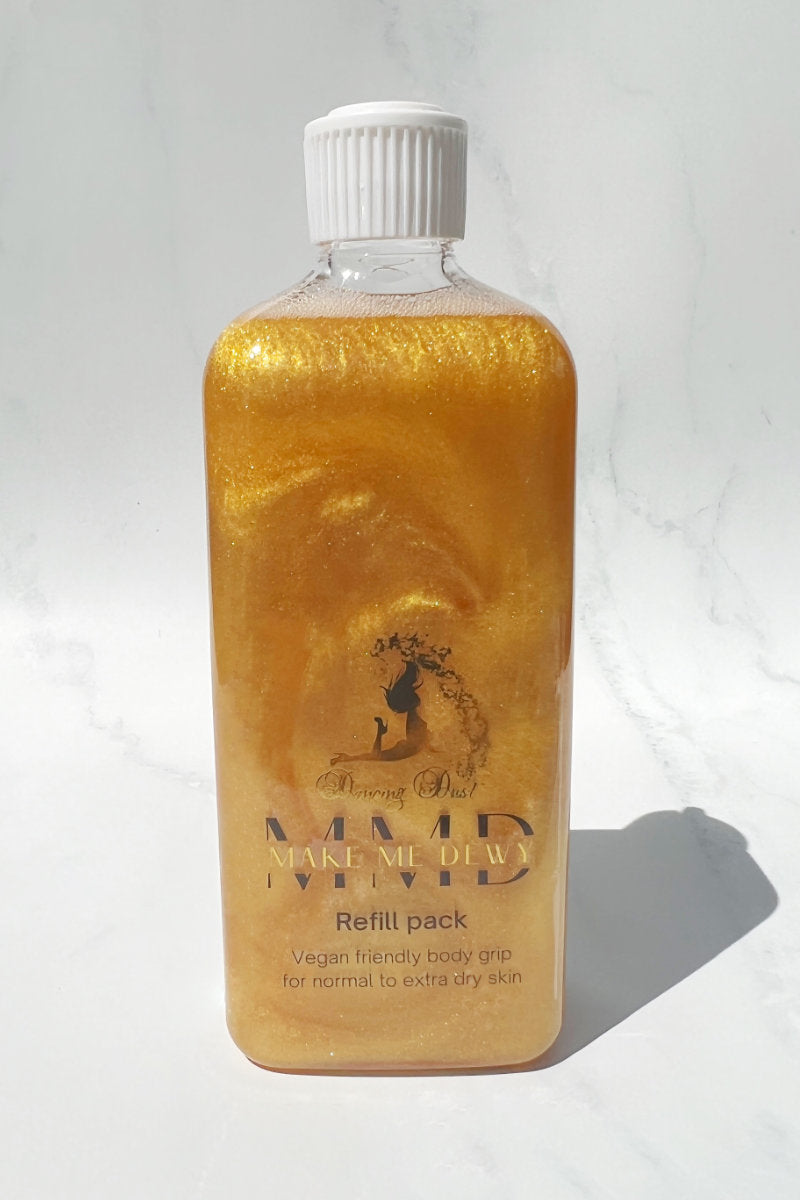 Dancing Dust
MMD
MAKE ME DEWY
Refill pack
Vegan friendly body grip
for normal to extra dry skin